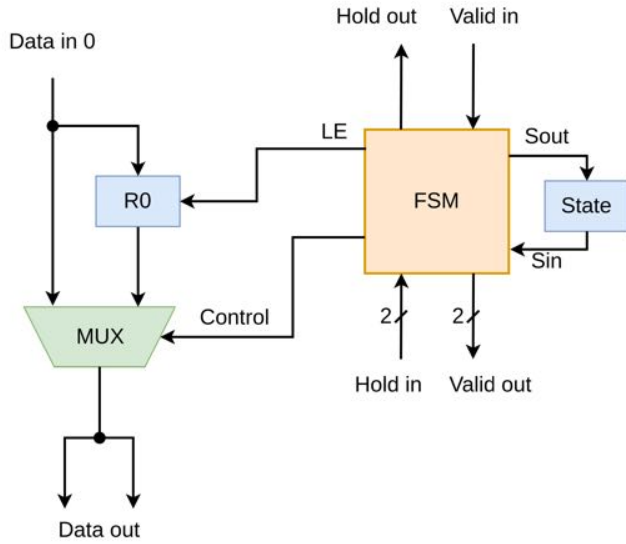 Hold out
Valid in
Data in 0
LE
Sout
R0
FSM
State
Sin
Control
MUX
2
2
Hold in
Valid out
Data out